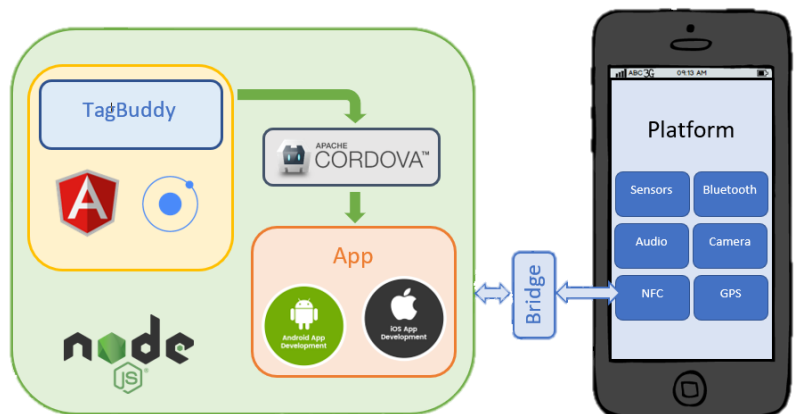 TagBuddy
A
APACHE
CORDOVA™
App
Android App
Development
iOS App
Development
node
JS®
Bridge
ABC 3G 09:13 AM
Platform
Sensors Bluetooth
Audio Camera
NFC GPS